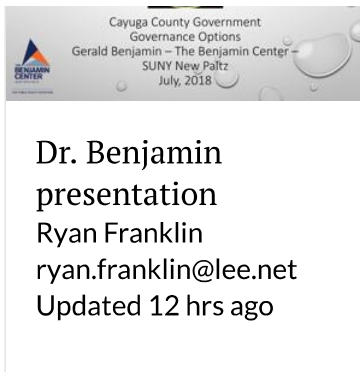 Cayuga County Government
Governance Options
Gerald Benjamin – The Benjamin Center –
SUNY New Paltz
July, 2018
BENJAMIN
CENTER
Dr. Benjamin
presentation
Ryan Franklin
ryan.franklin@lee.net
Updated 12 hrs ago